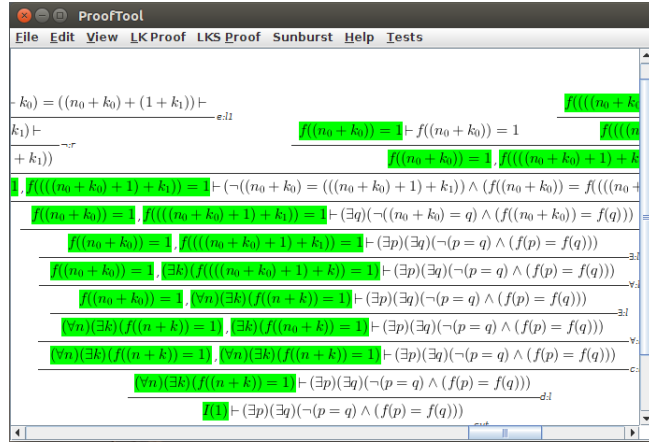 ProofTool
File Edit View LK Proof LKS Proof Sunburst Help Tests
- k₀) = ((n₀ + k₀) + (1 + k₁)) ⊢ e:l1 f((((n₀ + k₀
k₁) ⊢ ¬:r f((n₀ + k₀)) = 1 ⊢ f((n₀ + k₀)) = 1 f((((n
+ k₁)) f((n₀ + k₀)) = 1 , f((((n₀ + k₀) + 1) + k
1 , f((((n₀ + k₀) + 1) + k₁)) = 1 ⊢ (¬((n₀ + k₀) = (((n₀ + k₀) + 1) + k₁)) ∧ (f((n₀ + k₀)) = f((((n₀ +
f((n₀ + k₀)) = 1 , f((((n₀ + k₀) + 1) + k₁)) = 1 ⊢ (∃q)(¬((n₀ + k₀) = q) ∧ (f((n₀ + k₀)) = f(q)))
f((n₀ + k₀)) = 1 , f((((n₀ + k₀) + 1) + k₁)) = 1 ⊢ (∃p)(∃q)(¬(p = q) ∧ (f(p) = f(q))) ∃:l
f((n₀ + k₀)) = 1 , (∃k)(f((((n₀ + k₀) + 1) + k)) = 1) ⊢ (∃p)(∃q)(¬(p = q) ∧ (f(p) = f(q))) ∀:l
f((n₀ + k₀)) = 1 , (∀n)(∃k)(f((n + k)) = 1) ⊢ (∃p)(∃q)(¬(p = q) ∧ (f(p) = f(q))) ∃:l
(∀n)(∃k)(f((n + k)) = 1) , (∃k)(f((n₀ + k)) = 1) ⊢ (∃p)(∃q)(¬(p = q) ∧ (f(p) = f(q))) ∀:
(∀n)(∃k)(f((n + k)) = 1) , (∀n)(∃k)(f((n + k)) = 1) ⊢ (∃p)(∃q)(¬(p = q) ∧ (f(p) = f(q))) c:
(∀n)(∃k)(f((n + k)) = 1) ⊢ (∃p)(∃q)(¬(p = q) ∧ (f(p) = f(q))) d:l
I(1) ⊢ (∃p)(∃q)(¬(p = q) ∧ (f(p) = f(q)))